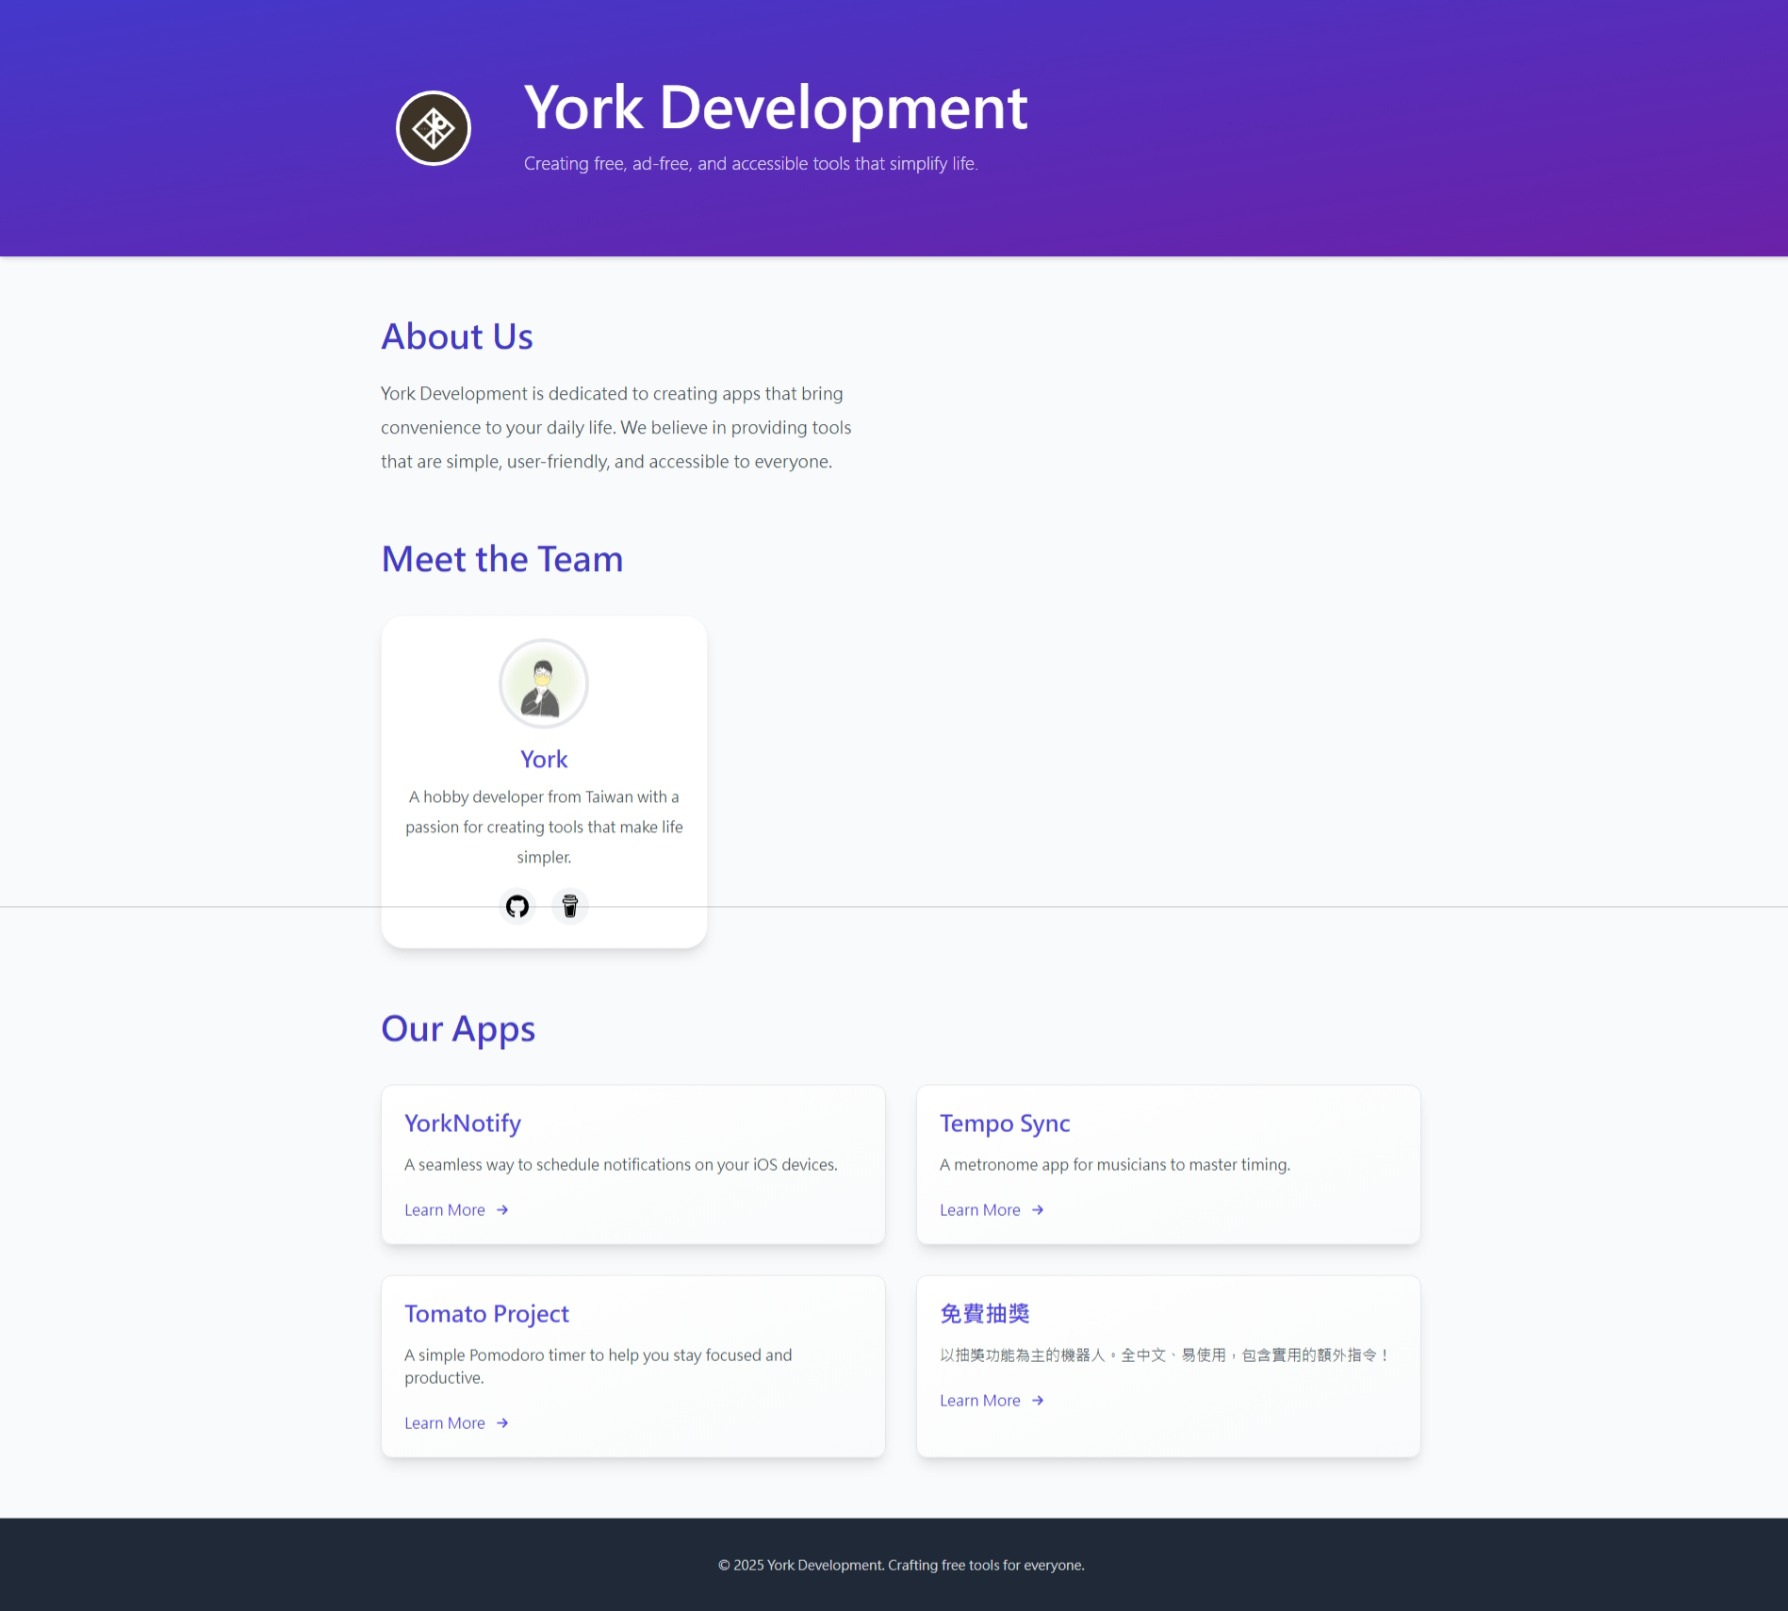 York Development
Creating free, ad-free, and accessible tools that simplify life.
About Us
York Development is dedicated to creating apps that bring
convenience to your daily life. We believe in providing tools
that are simple, user-friendly, and accessible to everyone.
Meet the Team
York
A hobby developer from Taiwan with a
passion for creating tools that make life
simpler.
Our Apps
YorkNotify
A seamless way to schedule notifications on your iOS devices.
Learn More →
Tempo Sync
A metronome app for musicians to master timing.
Learn More →
Tomato Project
A simple Pomodoro timer to help you stay focused and
productive.
Learn More →
免費抽獎
以抽獎功能為主的機器人。全中文、易使用，包含實用的額外指令！
Learn More →
© 2025 York Development. Crafting free tools for everyone.